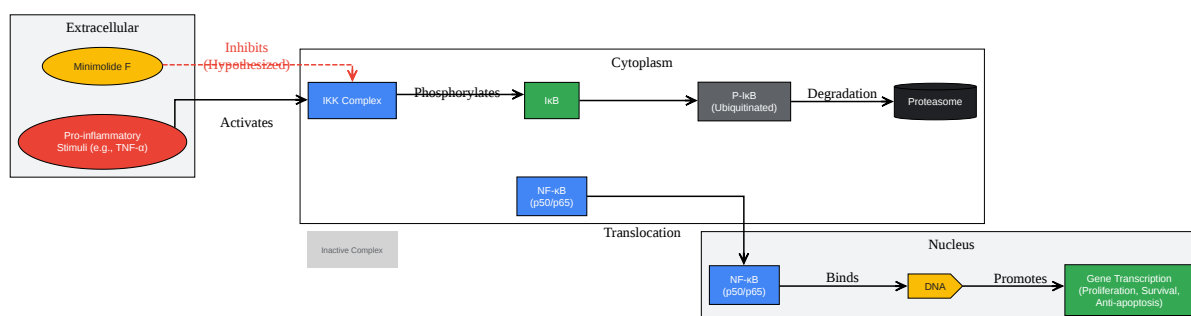 Extracellular
Minimolide F
Inhibits
(Hypothesized)
Pro-inflammatory
Stimuli (e.g., TNF-α)
Activates
Cytoplasm
IKK Complex
Phosphorylates
IκB
P-IκB
(Ubiquitinated)
Degradation
Proteasome
NF-κB
(p50/p65)
Translocation
Inactive Complex
Nucleus
NF-κB
(p50/p65)
Binds
DNA
Promotes
Gene Transcription
(Proliferation, Survival,
Anti-apoptosis)